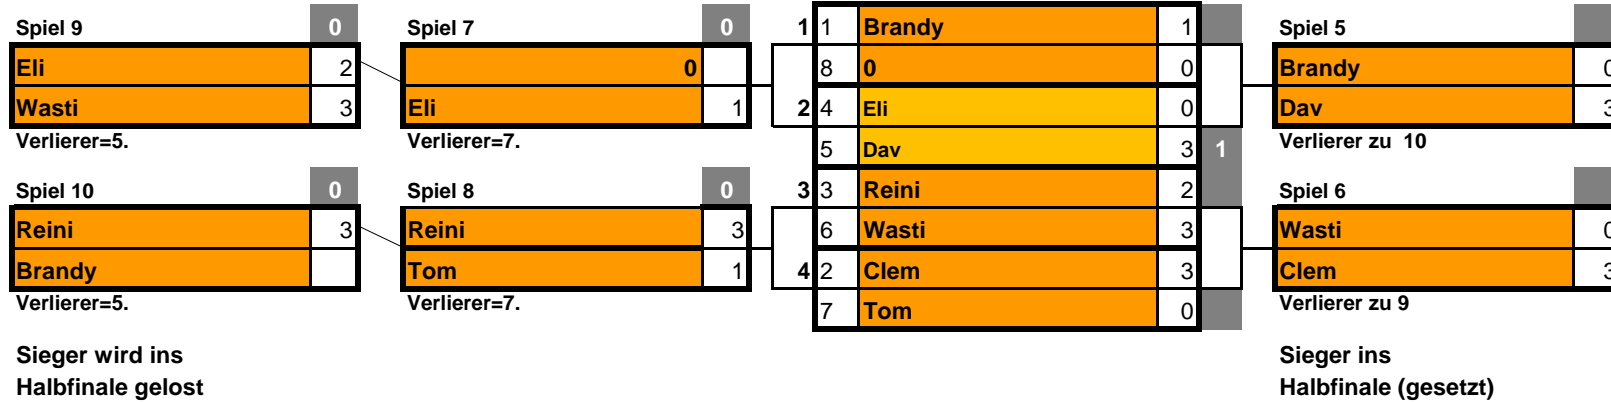 Spiel 9 0 Spiel 7 0 1 1 Brandy 1 Spiel 5
Eli 2 0 8 0 0 Brandy 0
Wasti 3 Eli 1 2 4 Eli 0 Dav 3
Verlierer=5. Verlierer=7. 5 Dav 3 1 Verlierer zu 10
Spiel 10 0 Spiel 8 0 3 3 Reini 2 Spiel 6
Reini 3 Reini 3 6 Wasti 3 Wasti 0
Brandy Tom 1 4 2 Clem 3 Clem 3
Verlierer=5. Verlierer=7. 7 Tom 0 Verlierer zu 9
Sieger wird ins Sieger ins
Halbfinale gelost Halbfinale (gesetzt)